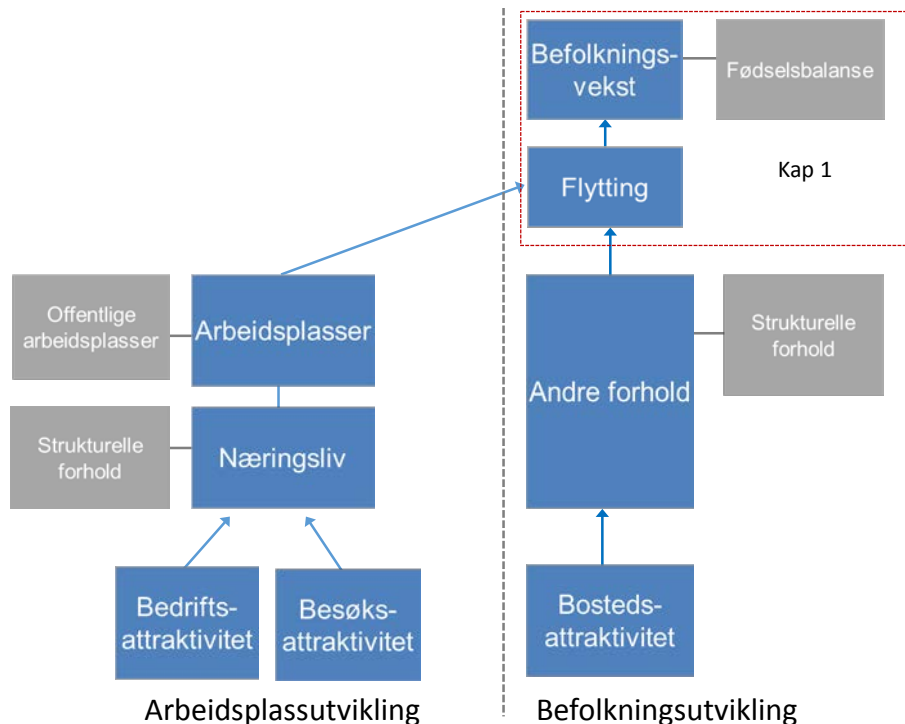 Befolknings-
vekst
Fødselsbalanse
Kap 1
Flytting
Offentlige
arbeidsplasser
Arbeidsplasser
Strukturelle
forhold
Andre forhold
Strukturelle
forhold
Næringsliv
Bedrifts-
attraktivitet
Besøks-
attraktivitet
Bosteds-
attraktivitet
Arbeidsplassutvikling
Befolkningsutvikling